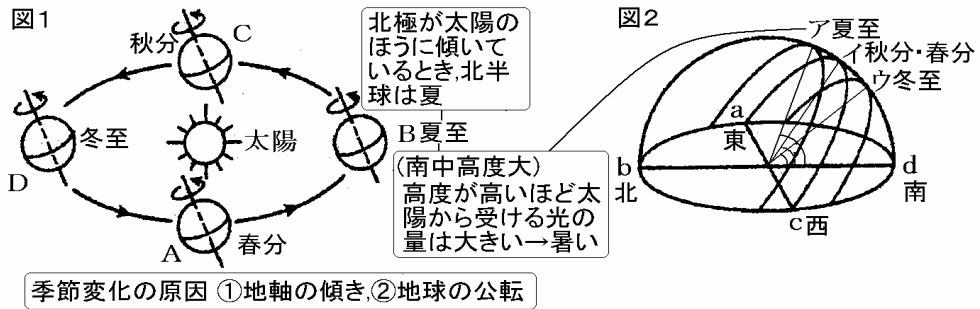 図1
C
秋分
太陽
冬至
D
B 夏至
A
春分
北極が太陽の
ほうに傾いて
いるとき,北半
球は夏
(南中高度大)
高度が高いほど太
陽から受ける光の
量は大きい→暑い
季節変化の原因 ①地軸の傾き,②地球の公転
図2
ア夏至
イ秋分・春分
ウ冬至
a
東
b
北
d
南
c西